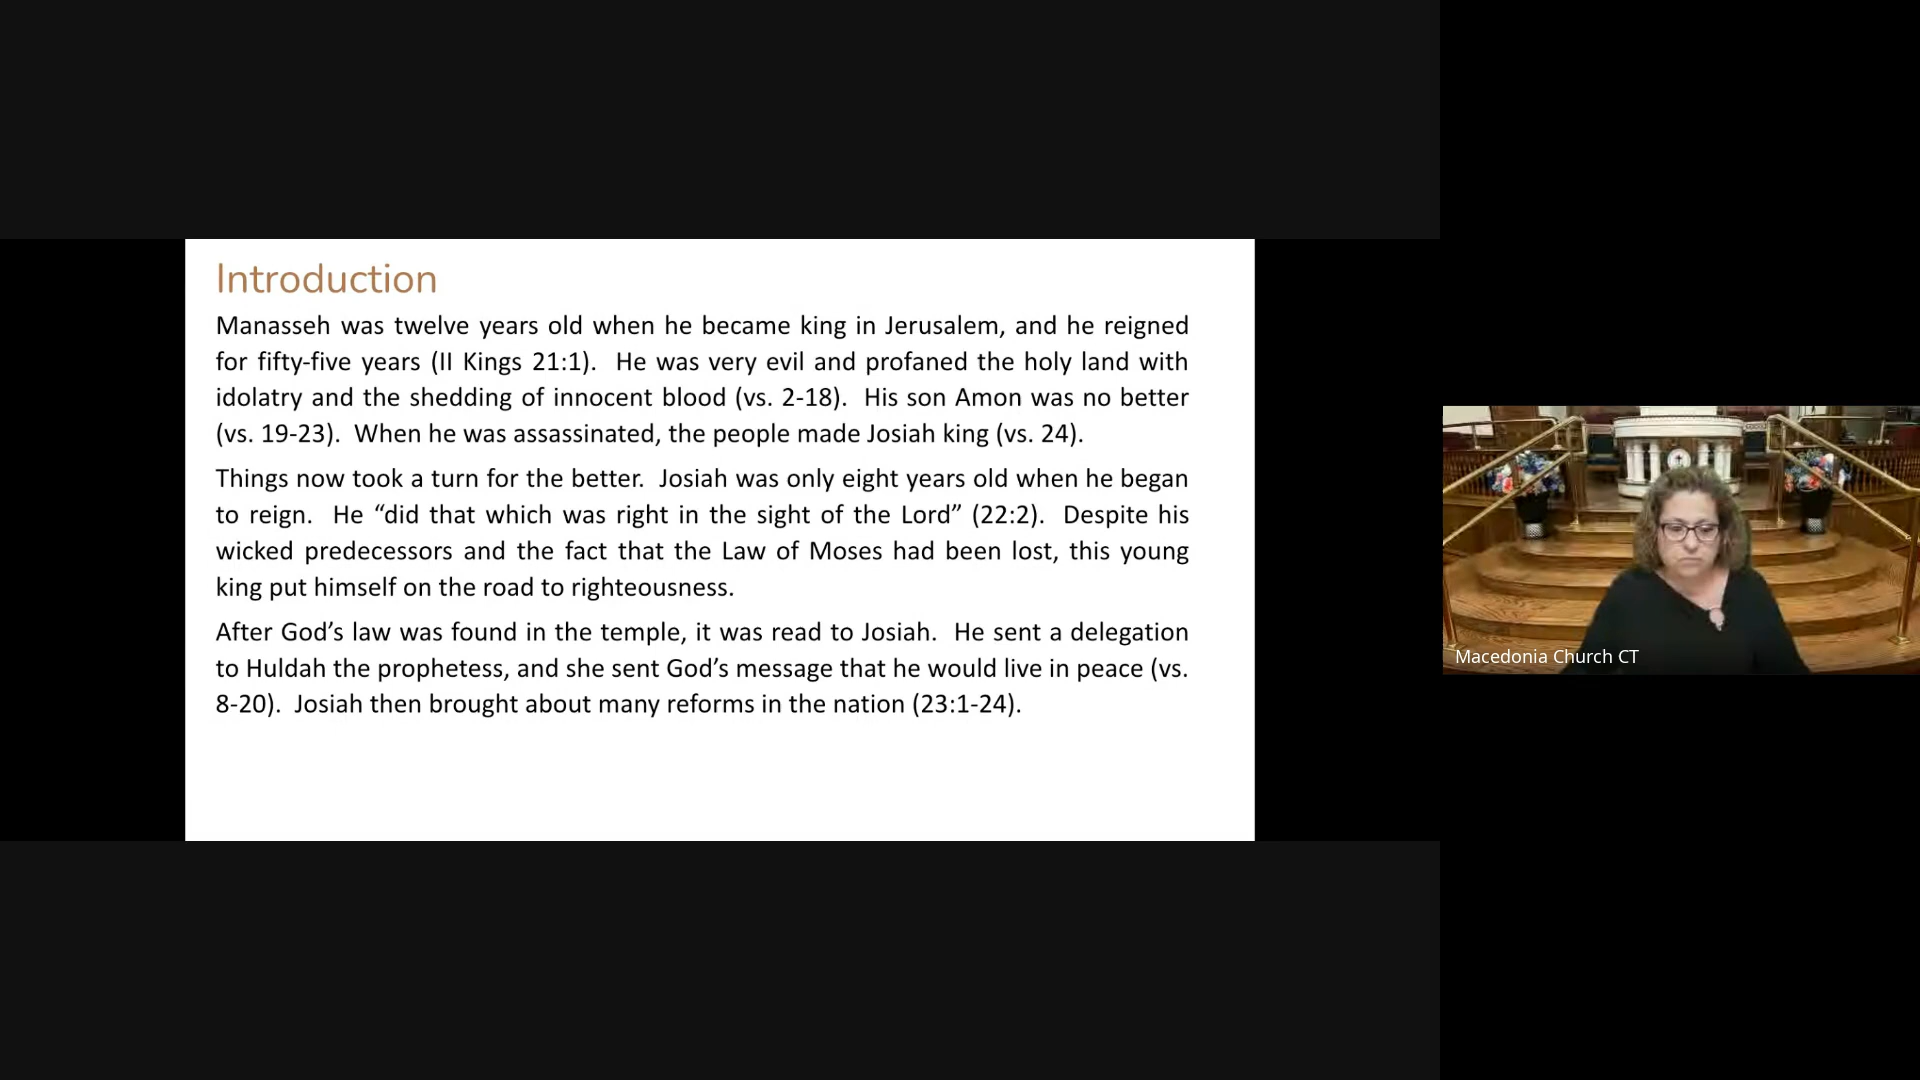 Introduction
Manasseh was twelve years old when he became king in Jerusalem, and he reigned
for fifty-five years (II Kings 21:1).  He was very evil and profaned the holy land with
idolatry and the shedding of innocent blood (vs. 2-18).  His son Amon was no better
(vs. 19-23).  When he was assassinated, the people made Josiah king (vs. 24).
Things now took a turn for the better.  Josiah was only eight years old when he began
to reign.  He “did that which was right in the sight of the Lord” (22:2).  Despite his
wicked predecessors and the fact that the Law of Moses had been lost, this young
king put himself on the road to righteousness.
After God’s law was found in the temple, it was read to Josiah.  He sent a delegation
to Huldah the prophetess, and she sent God’s message that he would live in peace (vs.
8-20).  Josiah then brought about many reforms in the nation (23:1-24).
Macedonia Church CT